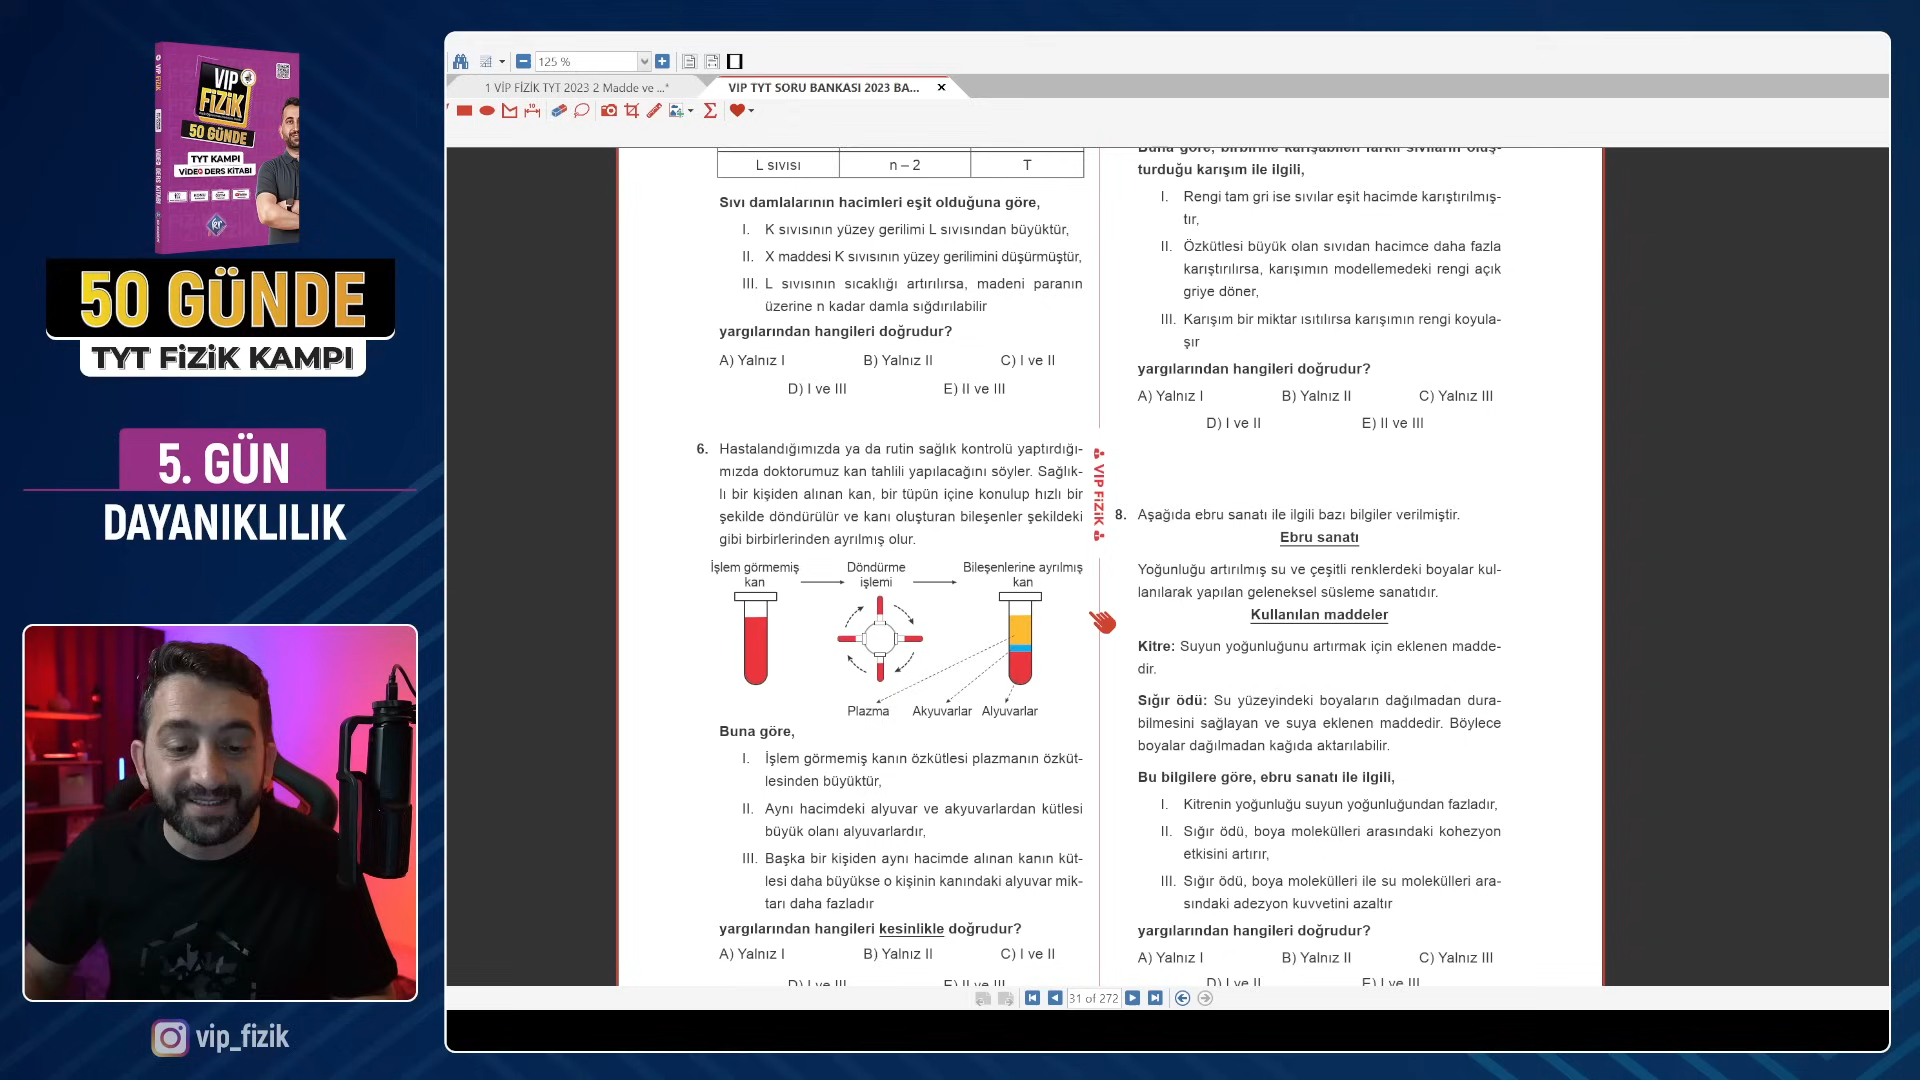 VIP
FİZİK
50 GÜNDE
TYT KAMPI
VİDEO DERS KİTABI
50 GÜNDE
TYT FİZİK KAMPI
5. GÜN
DAYANIKLILIK
vip_fizik
125 %
1 VİP FİZİK TYT 2023 2 Madde ve ...*
VIP TYT SORU BANKASI 2023 BA...
L sıvısı n – 2 T
Sıvı damlalarının hacimleri eşit olduğuna göre,
I. K sıvısının yüzey gerilimi L sıvısından büyüktür,
II. X maddesi K sıvısının yüzey gerilimini düşürmüştür,
III. L sıvısının sıcaklığı artırılırsa, madeni paranın
üzerine n kadar damla sığdırılabilir
yargılarından hangileri doğrudur?
A) Yalnız I B) Yalnız II C) I ve II
D) I ve III E) II ve III
6. Hastalandığımızda ya da rutin sağlık kontrolü yaptırdığı-
mızda doktorumuz kan tahlili yapılacağını söyler. Sağlık-
lı bir kişiden alınan kan, bir tüpün içine konulup hızlı bir
şekilde döndürülür ve kanı oluşturan bileşenler şekildeki
gibi birbirlerinden ayrılmış olur.
İşlem görmemiş
kan
Döndürme
işlemi
Bileşenlerine ayrılmış
kan
Plazma Akyuvarlar Alyuvarlar
Buna göre,
I. İşlem görmemiş kanın özkütlesi plazmanın özküt-
lesinden büyüktür,
II. Aynı hacimdeki alyuvar ve akyuvarlardan kütlesi
büyük olanı alyuvarlardır,
III. Başka bir kişiden aynı hacimde alınan kanın küt-
lesi daha büyükse o kişinin kanındaki alyuvar mik-
tarı daha fazladır
yargılarından hangileri kesinlikle doğrudur?
A) Yalnız I B) Yalnız II C) I ve II
D) I ve III E) II ve III
VIP FİZİK
Buna göre, birbirine karışabilen farklı sıvıların oluş-
turduğu karışım ile ilgili,
I. Rengi tam gri ise sıvılar eşit hacimde karıştırılmış-
tır,
II. Özkütlesi büyük olan sıvıdan hacimce daha fazla
karıştırılırsa, karışımın modellemedeki rengi açık
griye döner,
III. Karışım bir miktar ısıtılırsa karışımın rengi koyula-
şır
yargılarından hangileri doğrudur?
A) Yalnız I B) Yalnız II C) Yalnız III
D) I ve II E) II ve III
8. Aşağıda ebru sanatı ile ilgili bazı bilgiler verilmiştir.
Ebru sanatı
Yoğunluğu artırılmış su ve çeşitli renklerdeki boyalar kul-
lanılarak yapılan geleneksel süsleme sanatıdır.
Kullanılan maddeler
Kitre: Suyun yoğunluğunu artırmak için eklenen madde-
dir.
Sığır ödü: Su yüzeyindeki boyaların dağılmadan dura-
bilmesini sağlayan ve suya eklenen maddedir. Böylece
boyalar dağılmadan kağıda aktarılabilir.
Bu bilgilere göre, ebru sanatı ile ilgili,
I. Kitrenin yoğunluğu suyun yoğunluğundan fazladır,
II. Sığır ödü, boya molekülleri arasındaki kohezyon
etkisini artırır,
III. Sığır ödü, boya molekülleri ile su molekülleri ara-
sındaki adezyon kuvvetini azaltır
yargılarından hangileri doğrudur?
A) Yalnız I B) Yalnız II C) Yalnız III
D) I ve II E) I ve III
31 of 272